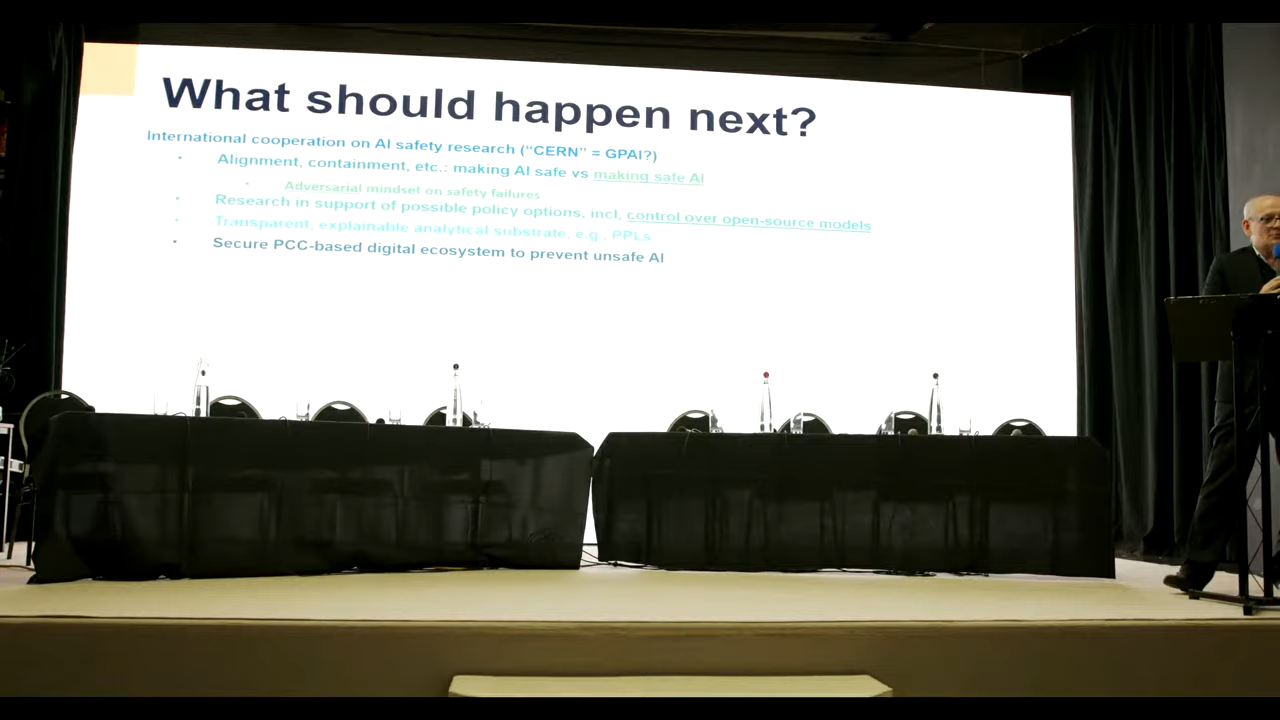 What should happen next?
International cooperation on AI safety research (“CERN” = GPAI?)
• Alignment, containment, etc.: making AI safe vs making safe AI
• Adversarial mindset on safety failures
• Research in support of possible policy options, incl, control over open-source models
• Transparent, explainable analytical substrate, e.g., PPLs
• Secure PCC-based digital ecosystem to prevent unsafe AI